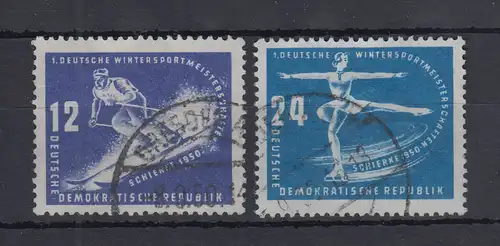 1. DEUTSCHE WINTERSPORTMEISTERSCHAFTEN
12
SCHIERKE 1950
DEUTSCHE
DEMOKRATISCHE REPUBLIK
1. DEUTSCHE WINTERSPORTMEISTERSCHAFTEN
24
SCHIERKE 1950
DEUTSCHE
DEMOKRATISCHE REPUBLIK